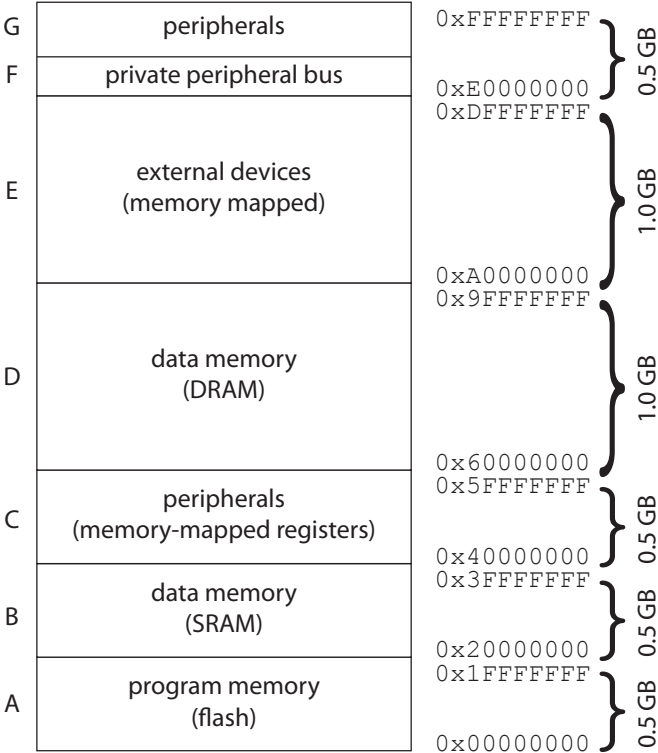 G
peripherals
0xFFFFFFFF
0.5 GB
F
private peripheral bus
0xE0000000
0xDFFFFFFF
E
external devices
(memory mapped)
1.0 GB
0xA0000000
0x9FFFFFFF
D
data memory
(DRAM)
1.0 GB
0x60000000
0x5FFFFFFF
C
peripherals
(memory-mapped registers)
0.5 GB
0x40000000
0x3FFFFFFF
B
data memory
(SRAM)
0.5 GB
0x20000000
0x1FFFFFFF
A
program memory
(flash)
0.5 GB
0x00000000